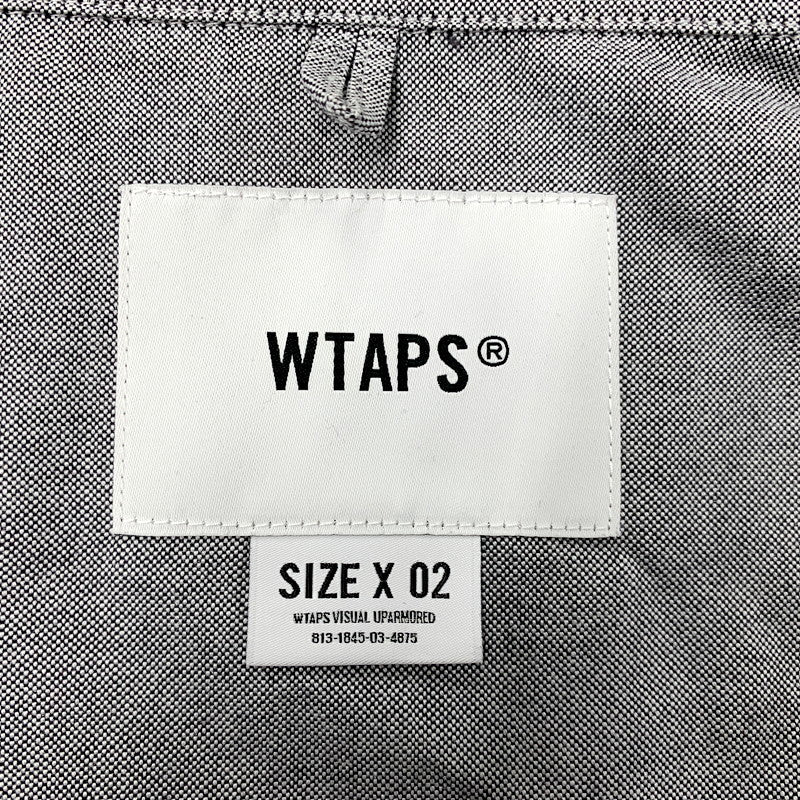 WTAPS®
SIZE X 02
WTAPS VISUAL UPARMORED
813-1845-03-4875